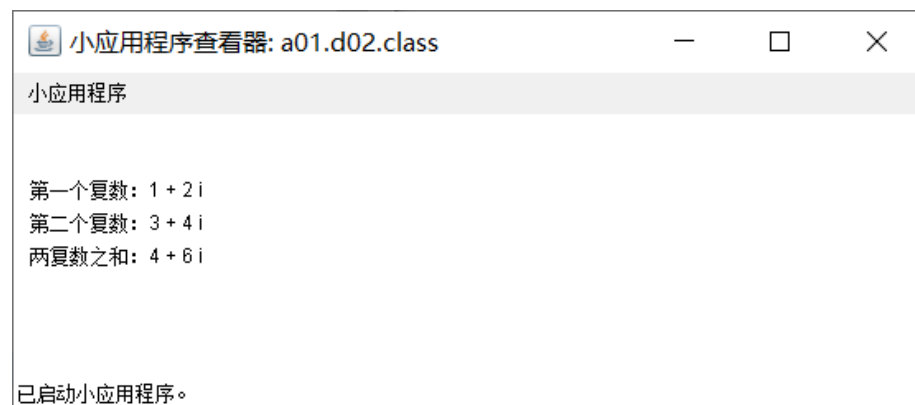 小应用程序查看器: a01.d02.class
小应用程序
第一个复数：1 + 2 i
第二个复数：3 + 4 i
两复数之和：4 + 6 i
已启动小应用程序。